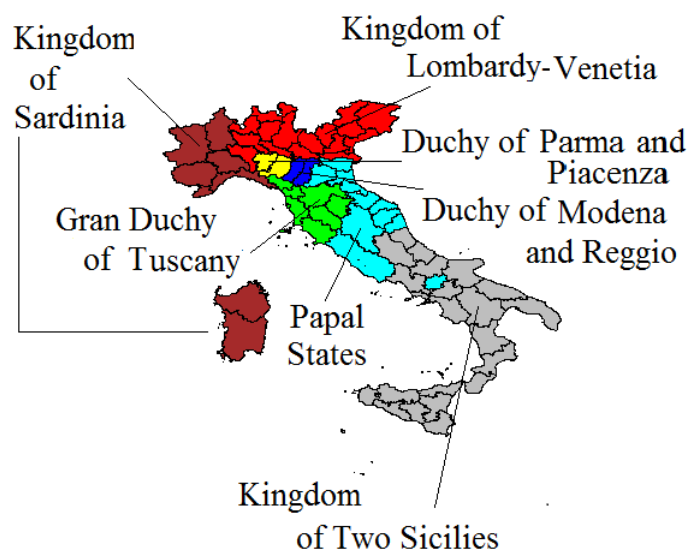 Kingdom
of
Sardinia
Kingdom of
Lombardy-Venetia
Duchy of Parma and
Piacenza
Duchy of Modena
and Reggio
Gran Duchy
of Tuscany
Papal
States
Kingdom
of Two Sicilies